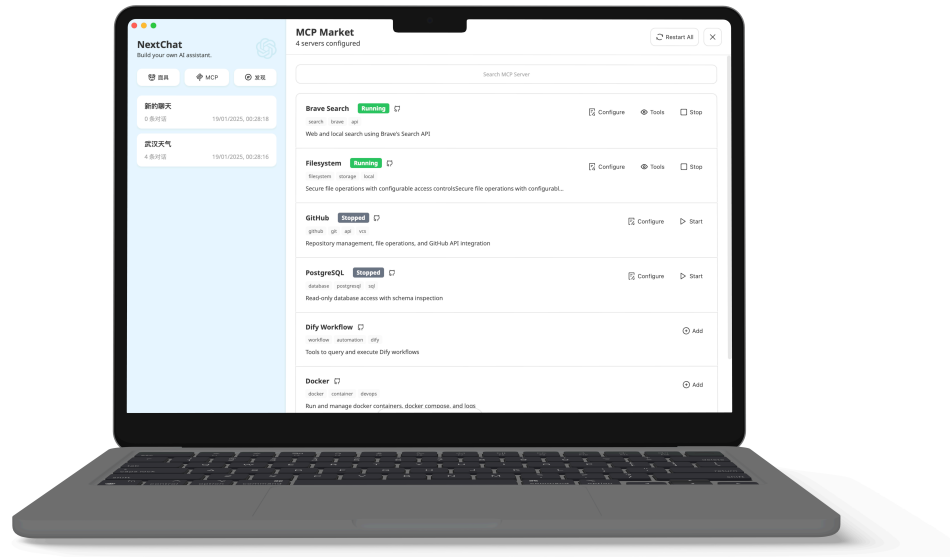 NextChat
Build your own AI assistant.
面具
MCP
发现
新的聊天
0 条对话 19/01/2025, 00:28:18
武汉天气
4 条对话 19/01/2025, 00:28:16
MCP Market
4 servers configured
Restart All
Search MCP Server
Brave Search Running
Configure Tools Stop
search brave api
Web and local search using Brave's Search API
Filesystem Running
Configure Tools Stop
filesystem storage local
Secure file operations with configurable access controlsSecure file operations with configurabl...
GitHub Stopped
Configure Start
github git api vcs
Repository management, file operations, and GitHub API integration
PostgreSQL Stopped
Configure Start
database postgresql sql
Read-only database access with schema inspection
Dify Workflow
Add
workflow automation dify
Tools to query and execute Dify workflows
Docker
Add
docker container devops
Run and manage docker containers, docker compose, and logs